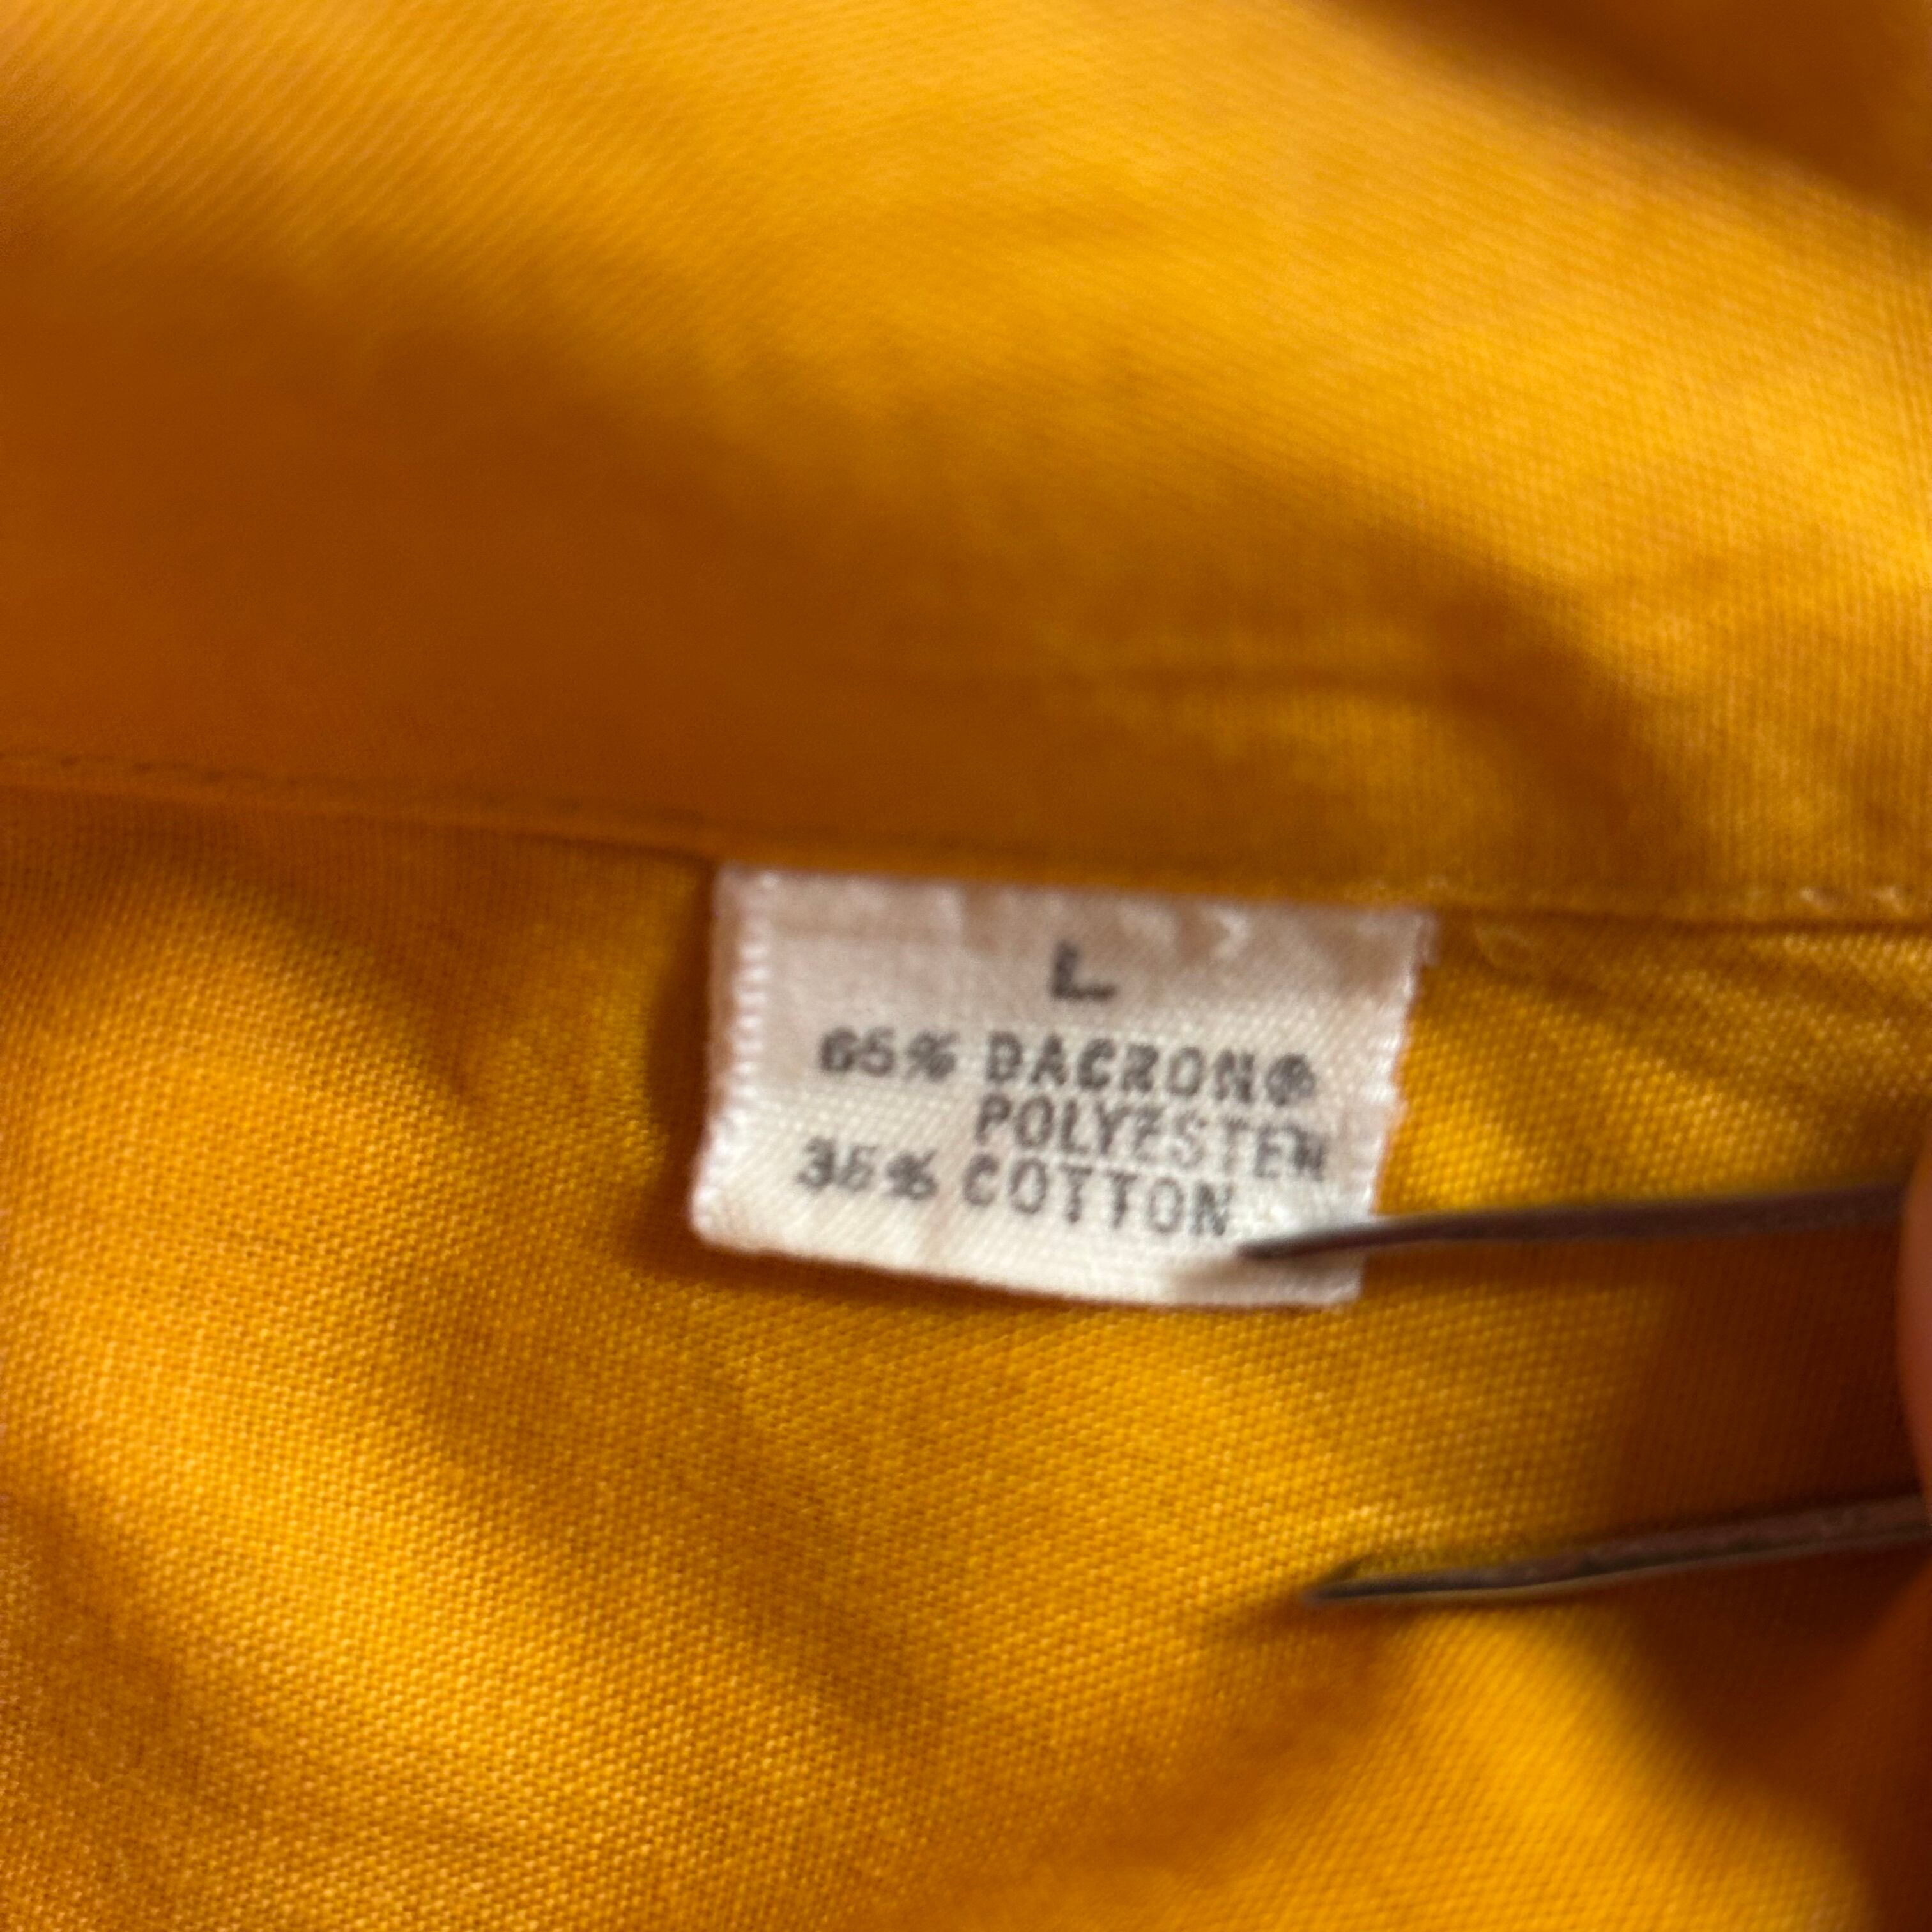 L
65% DACRON®
POLYESTER
35% COTTON